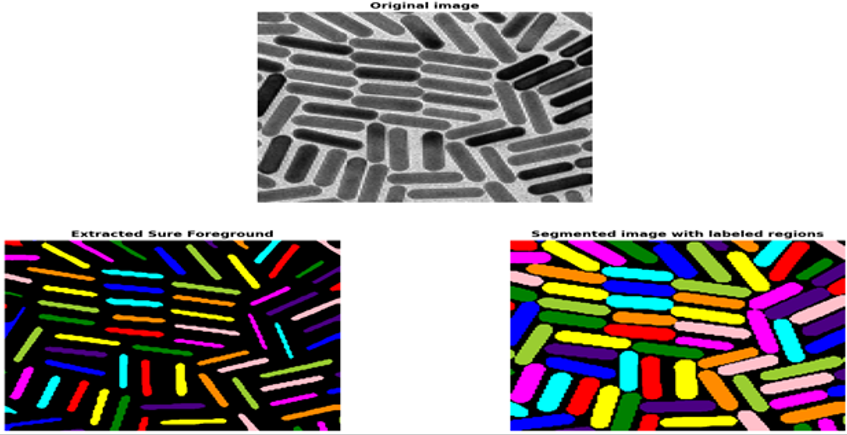 Original image
Extracted Sure Foreground
Segmented image with labeled regions